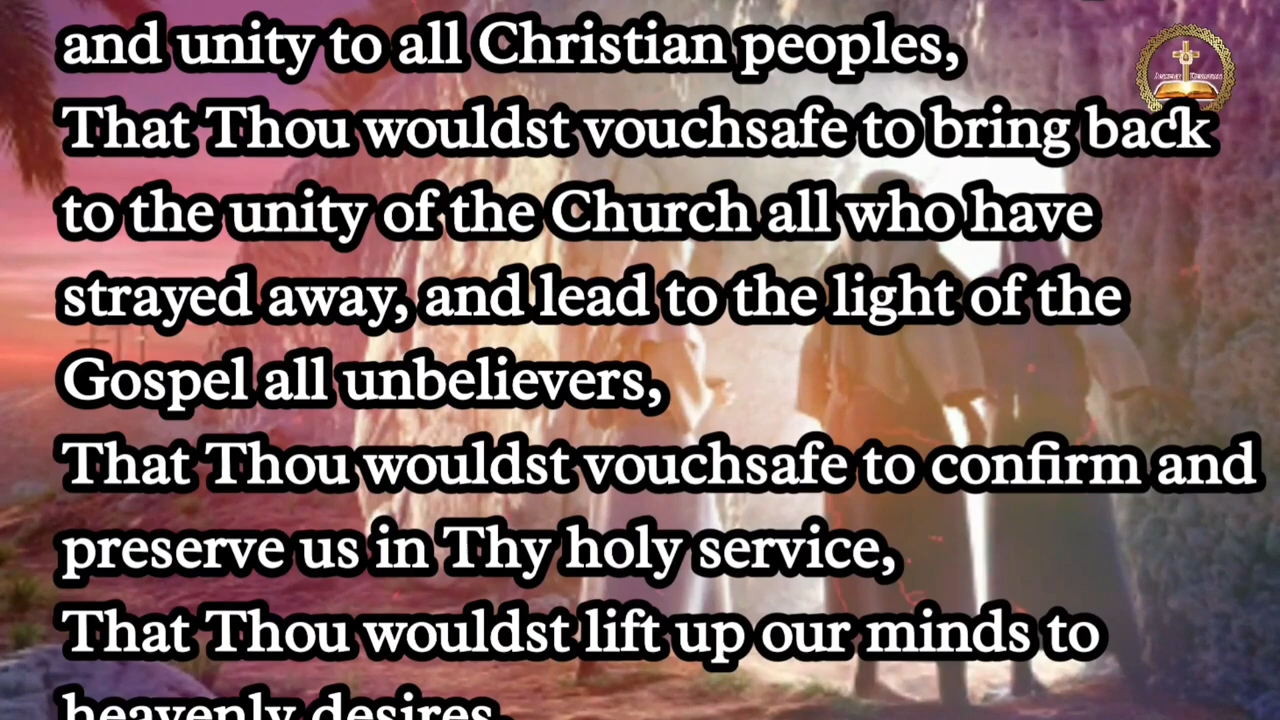 and unity to all Christian peoples,
That Thou wouldst vouchsafe to bring back
to the unity of the Church all who have
strayed away, and lead to the light of the
Gospel all unbelievers,
That Thou wouldst vouchsafe to confirm and
preserve us in Thy holy service,
That Thou wouldst lift up our minds to
heavenly desires,